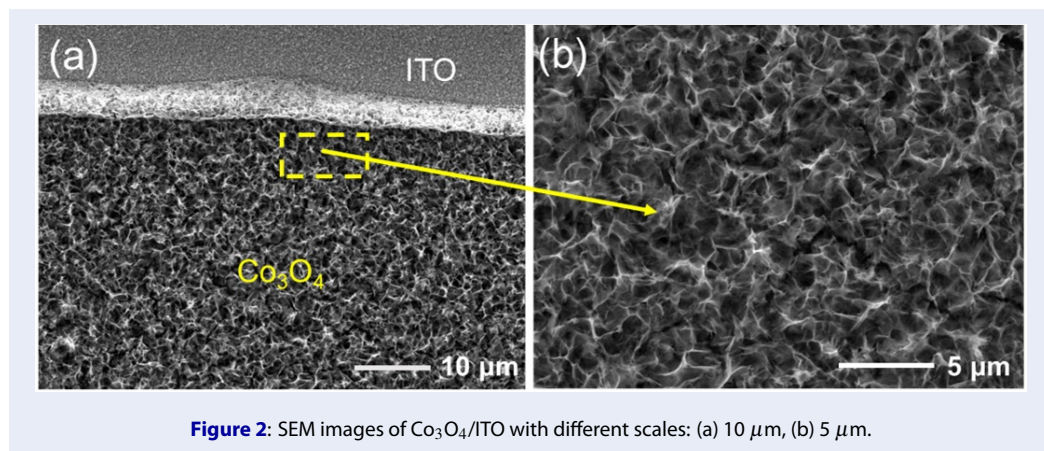 (a)
ITO
Co₃O₄
10 μm
(b)
5 μm
Figure 2: SEM images of Co₃O₄/ITO with different scales: (a) 10 μm, (b) 5 μm.